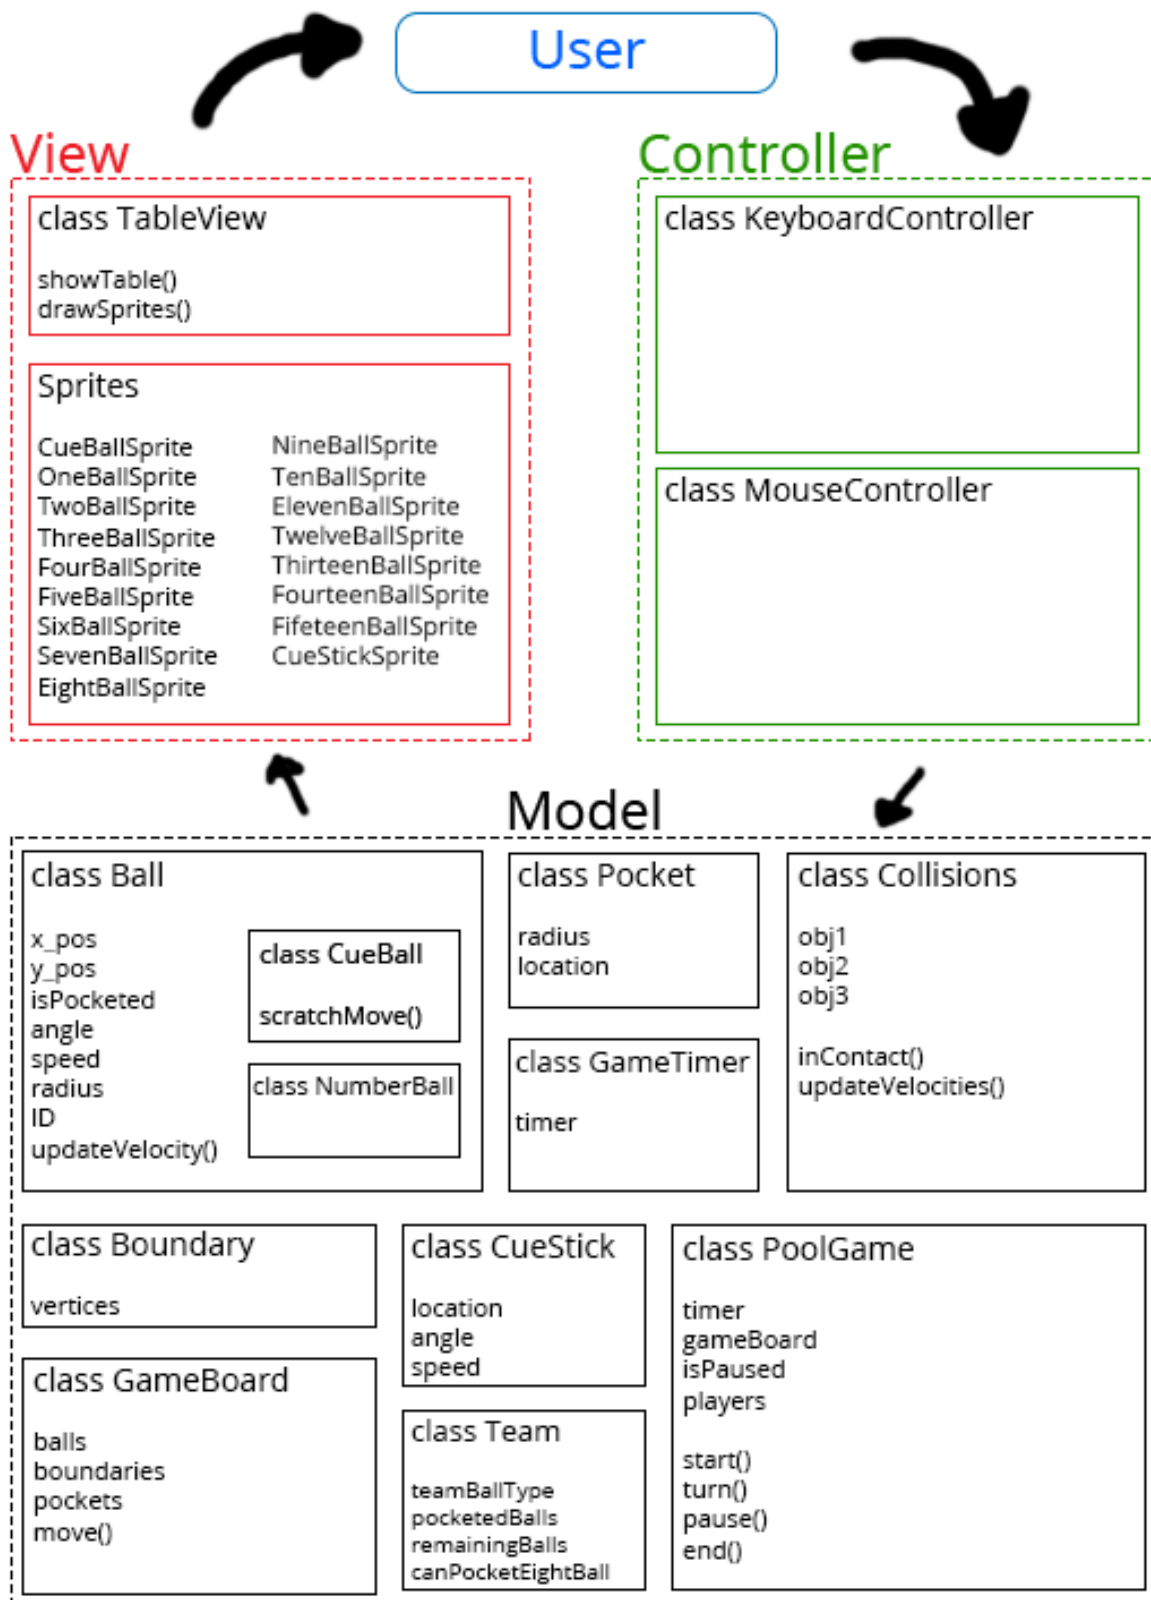 User
View
class TableView
showTable()
drawSprites()
Sprites
CueBallSprite
OneBallSprite
TwoBallSprite
ThreeBallSprite
FourBallSprite
FiveBallSprite
SixBallSprite
SevenBallSprite
EightBallSprite
NineBallSprite
TenBallSprite
ElevenBallSprite
TwelveBallSprite
ThirteenBallSprite
FourteenBallSprite
FifeteenBallSprite
CueStickSprite
Controller
class KeyboardController
class MouseController
Model
class Ball
x_pos
y_pos
isPocketed
angle
speed
radius
ID
updateVelocity()
class CueBall
scratchMove()
class NumberBall
class Pocket
radius
location
class GameTimer
timer
class Collisions
obj1
obj2
obj3
inContact()
updateVelocities()
class Boundary
vertices
class GameBoard
balls
boundaries
pockets
move()
class CueStick
location
angle
speed
class Team
teamBallType
pocketedBalls
remainingBalls
canPocketEightBall
class PoolGame
timer
gameBoard
isPaused
players
start()
turn()
pause()
end()